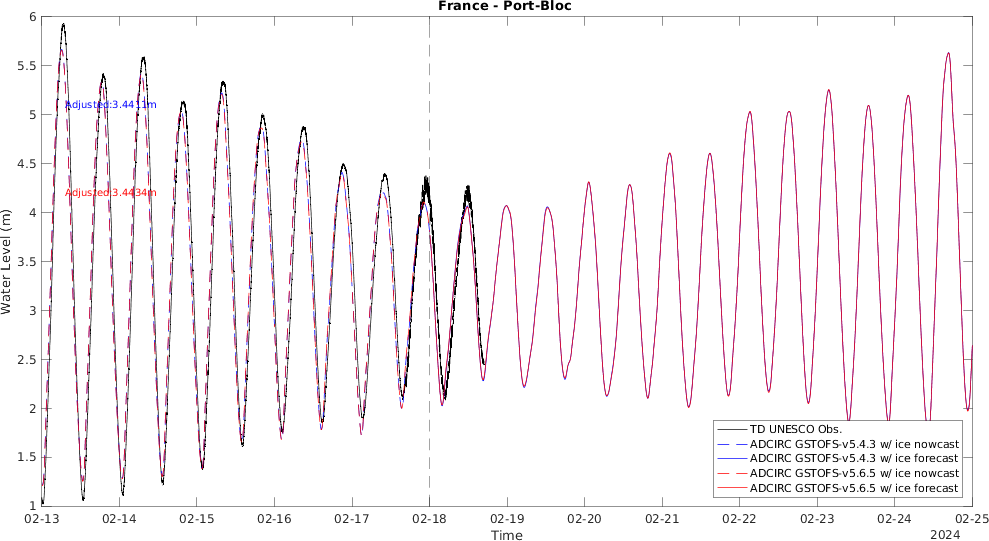 France - Port-Bloc
Water Level (m)
6
5.5
5
4.5
4
3.5
3
2.5
2
1.5
1
Adjusted:3.4411m
Adjusted:3.4434m
TD UNESCO Obs.
ADCIRC GSTOFS-v5.4.3 w/ ice nowcast
ADCIRC GSTOFS-v5.4.3 w/ ice forecast
ADCIRC GSTOFS-v5.6.5 w/ ice nowcast
ADCIRC GSTOFS-v5.6.5 w/ ice forecast
02-13 02-14 02-15 02-16 02-17 02-18 02-19 02-20 02-21 02-22 02-23 02-24 02-25
Time
2024